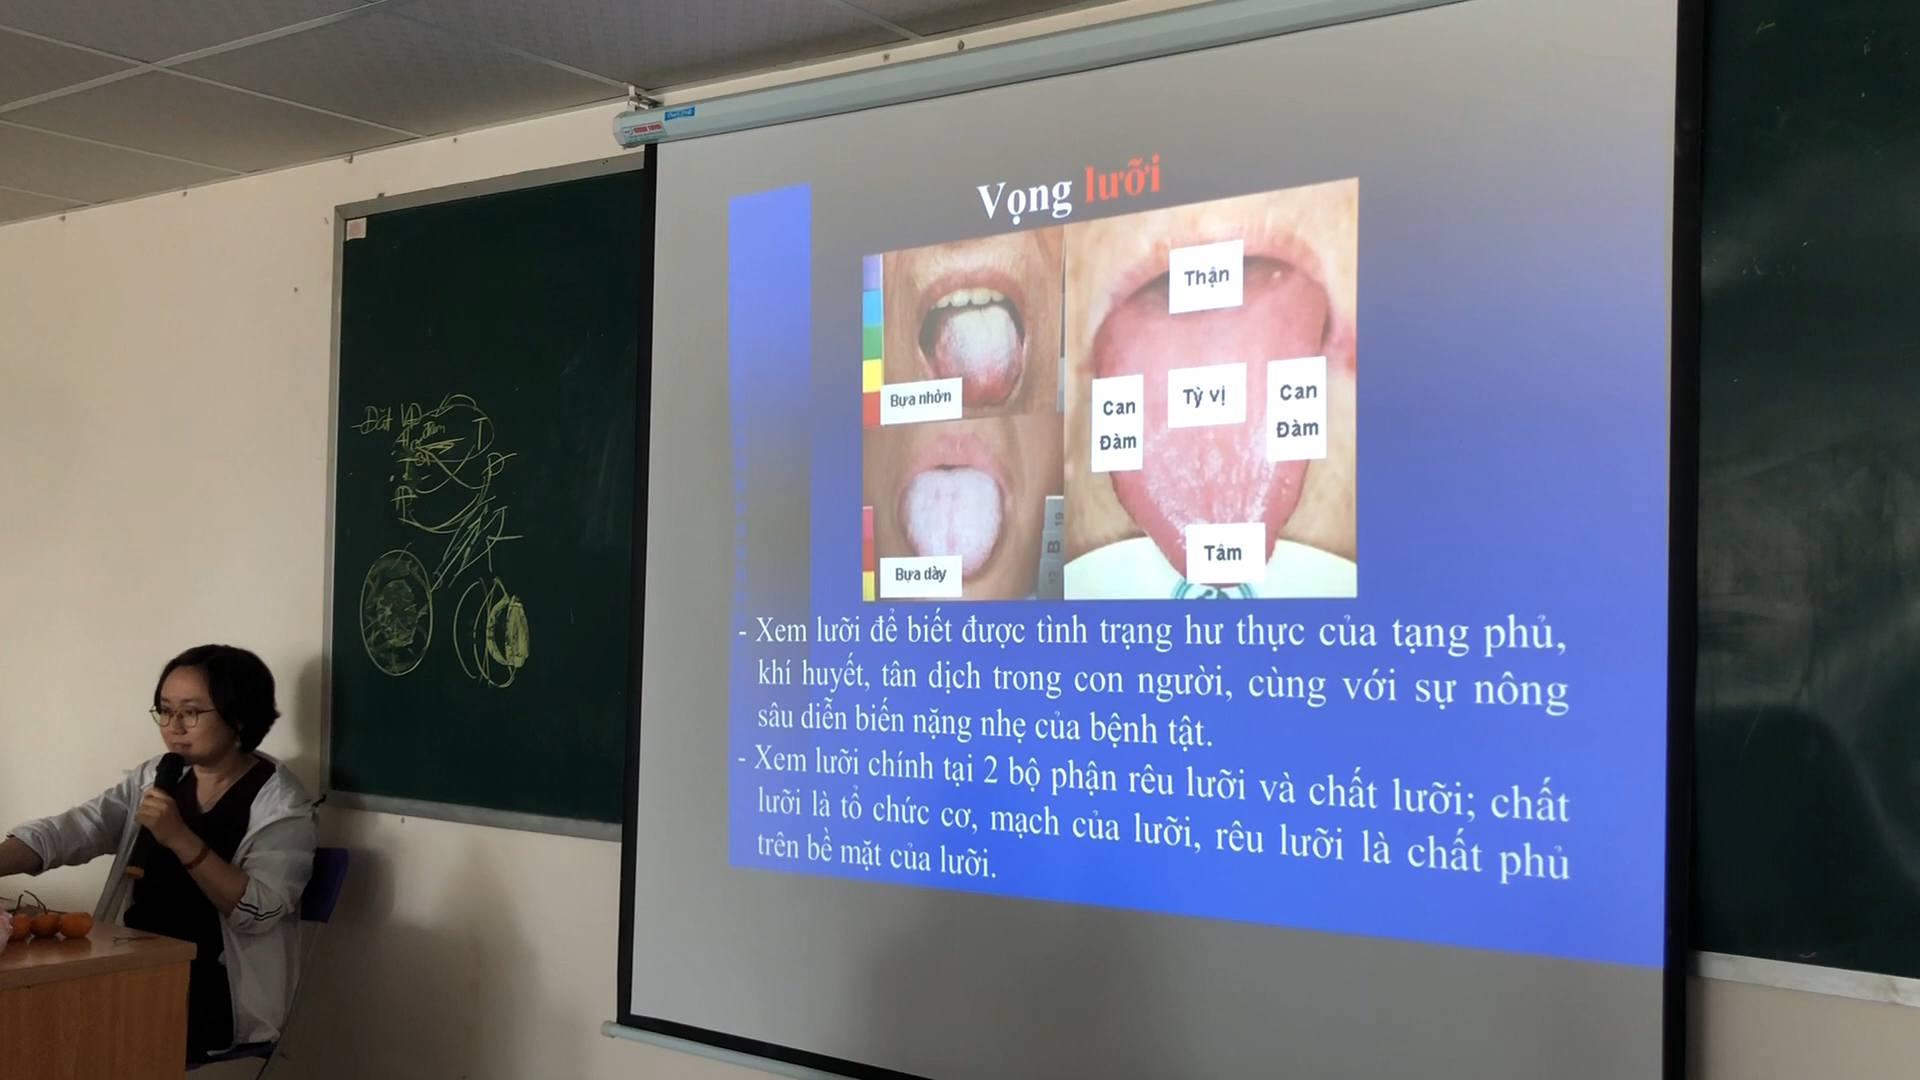 Vọng lưỡi
Bựa nhờn
Bựa dày
Thận
Can
Đàm
Tỳ vị
Can
Đàm
Tâm
- Xem lưỡi để biết được tình trạng hư thực của tạng phủ,
khí huyết, tân dịch trong con người, cùng với sự nông
sâu diễn biến nặng nhẹ của bệnh tật.
- Xem lưỡi chính tại 2 bộ phận rêu lưỡi và chất lưỡi; chất
lưỡi là tổ chức cơ, mạch của lưỡi, rêu lưỡi là chất phủ
trên bề mặt của lưỡi.
B
12
19